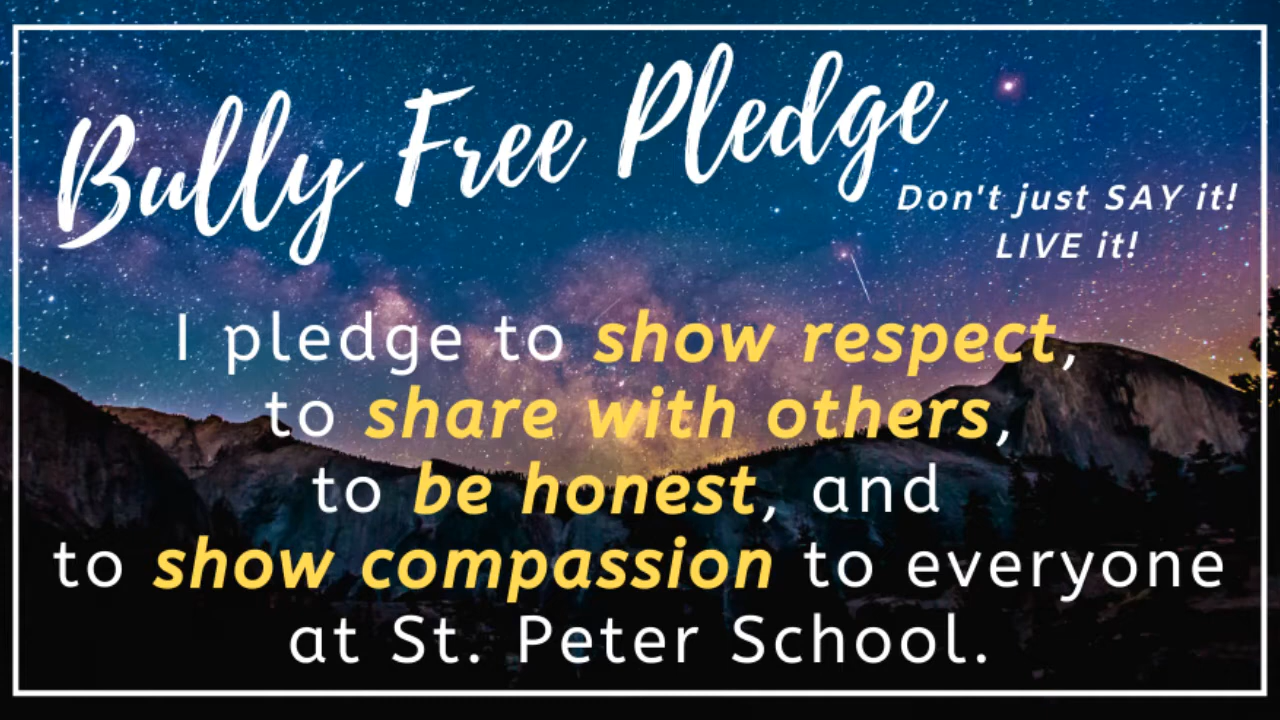 Bully Free Pledge
Don't just SAY it!
LIVE it!
I pledge to show respect,
to share with others,
to be honest, and
to show compassion to everyone
at St. Peter School.